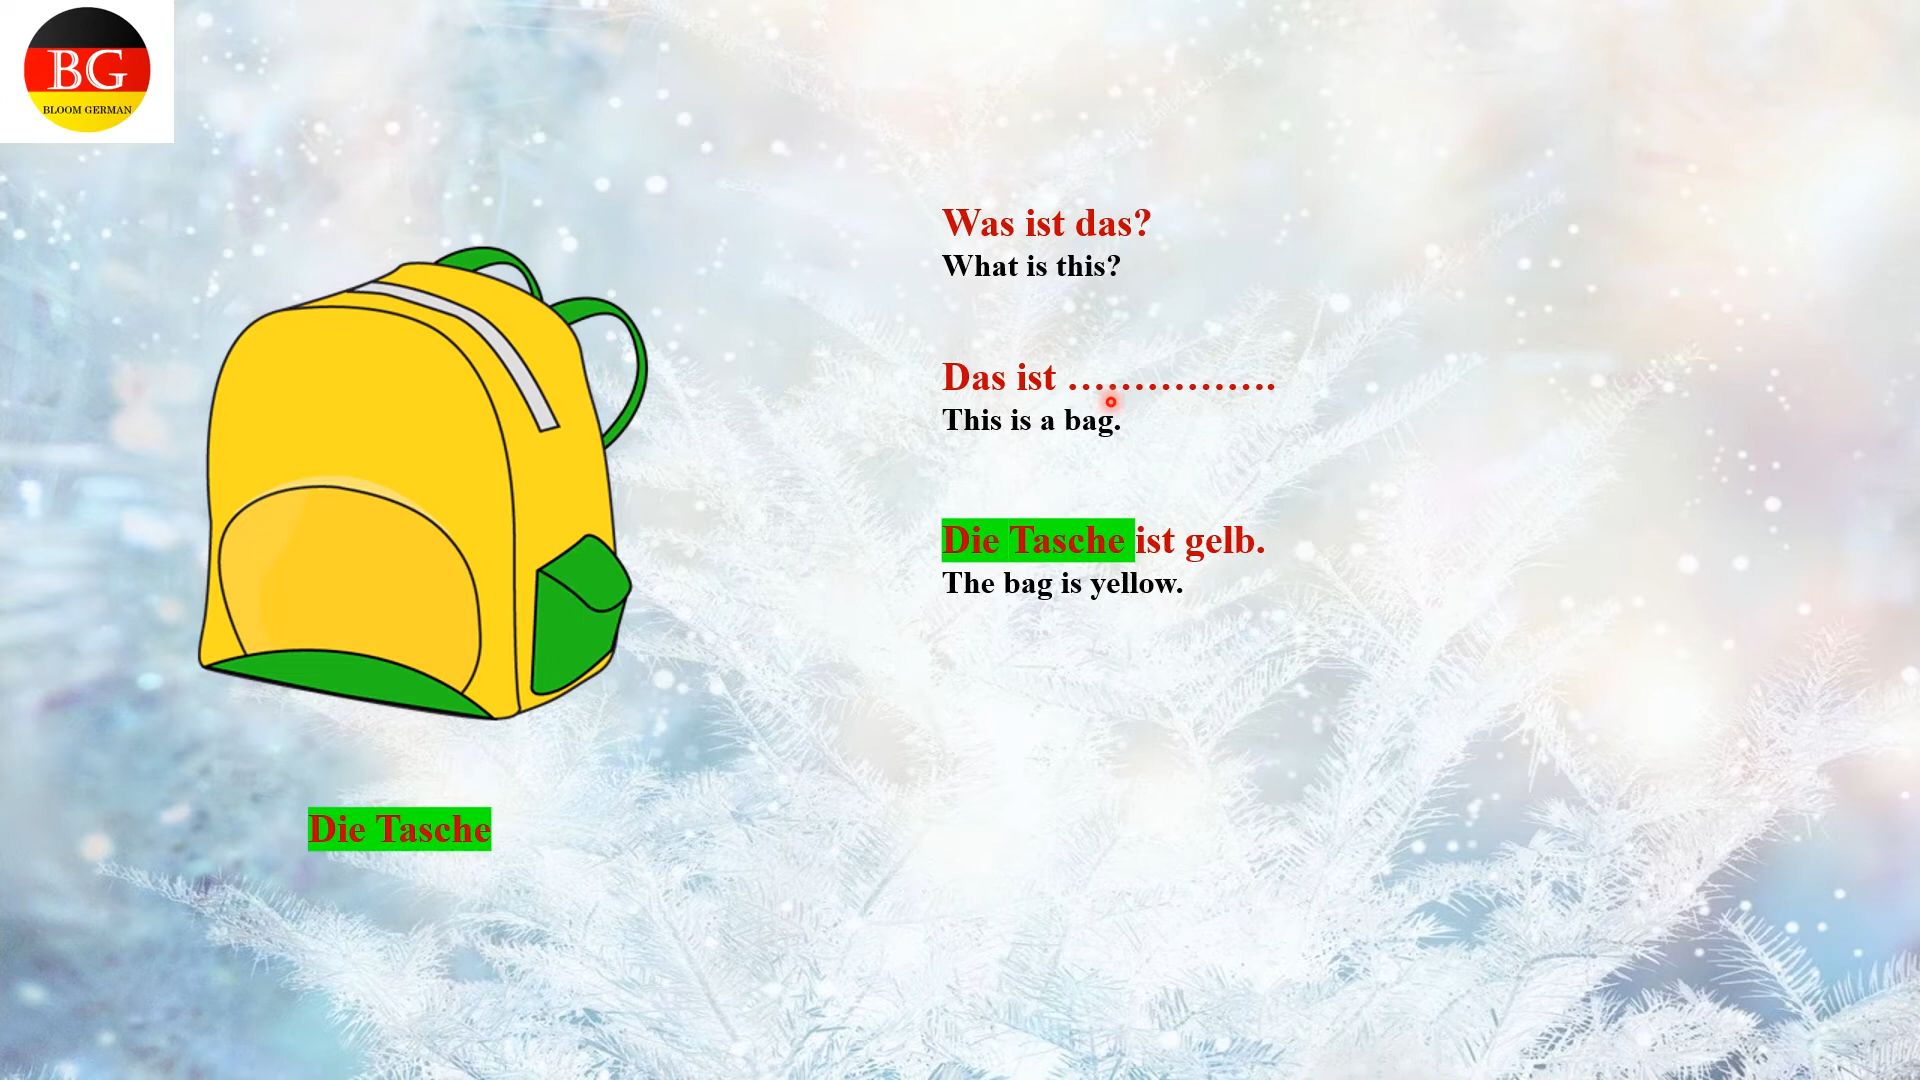 BG
BLOOM GERMAN
Was ist das?
What is this?
Das ist …………….
This is a bag.
Die Tasche ist gelb.
The bag is yellow.
Die Tasche